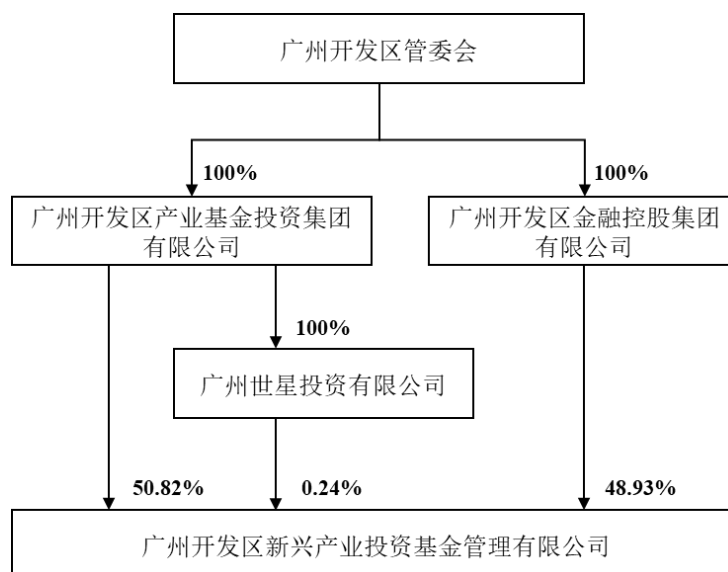 广州开发区管委会
100%
100%
广州开发区产业基金投资集团
有限公司
广州开发区金融控股集团
有限公司
100%
广州世星投资有限公司
50.82%
0.24%
48.93%
广州开发区新兴产业投资基金管理有限公司